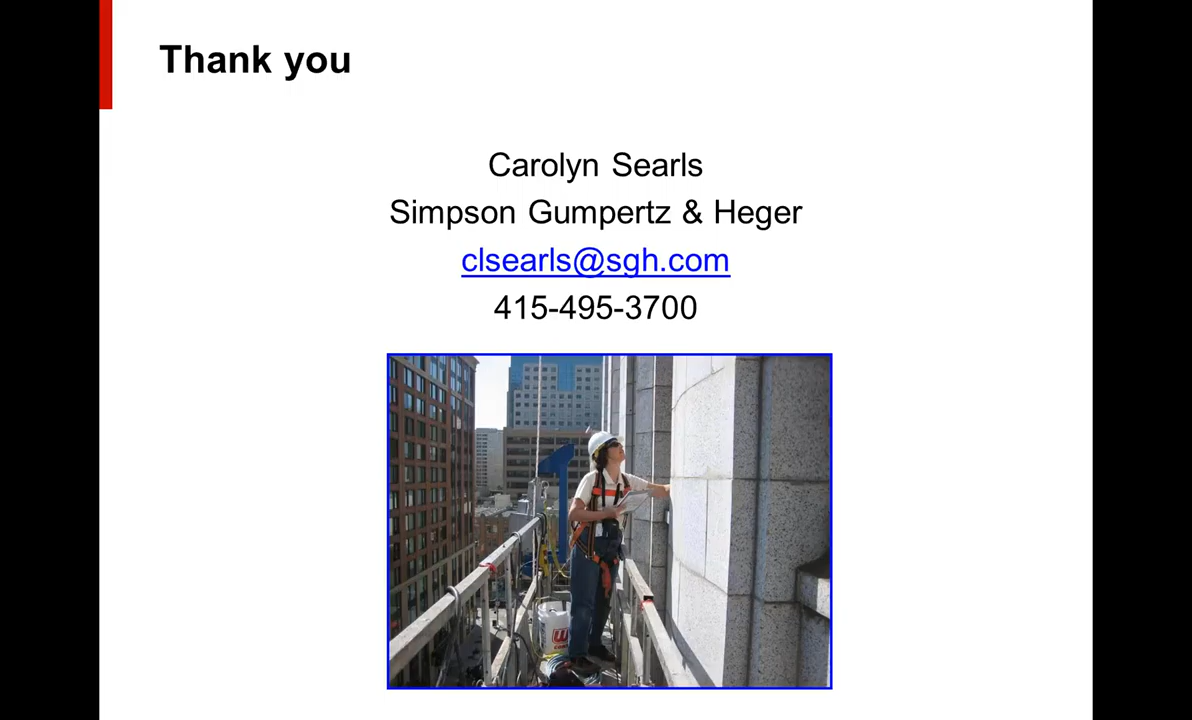 Thank you
Carolyn Searls
Simpson Gumpertz & Heger
clsearls@sgh.com
415-495-3700